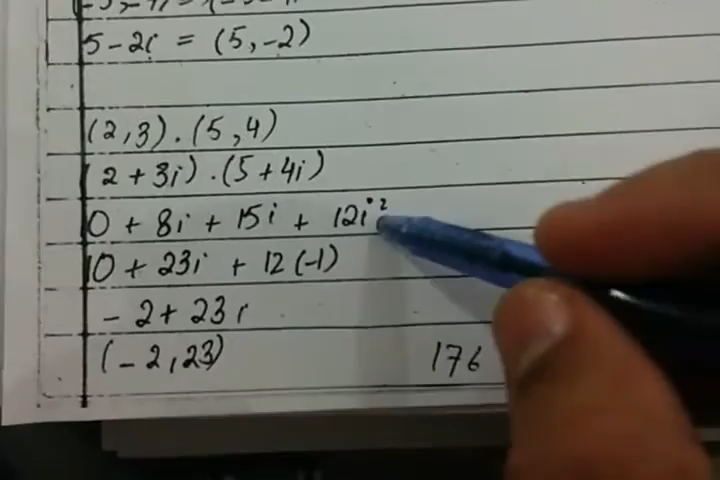 5-2i = (5,-2)
(2,3).(5,4)
(2+3i).(5+4i)
10 + 8i + 15i + 12i²
10 + 23i + 12(-1)
-2+23i
(-2,23)
176